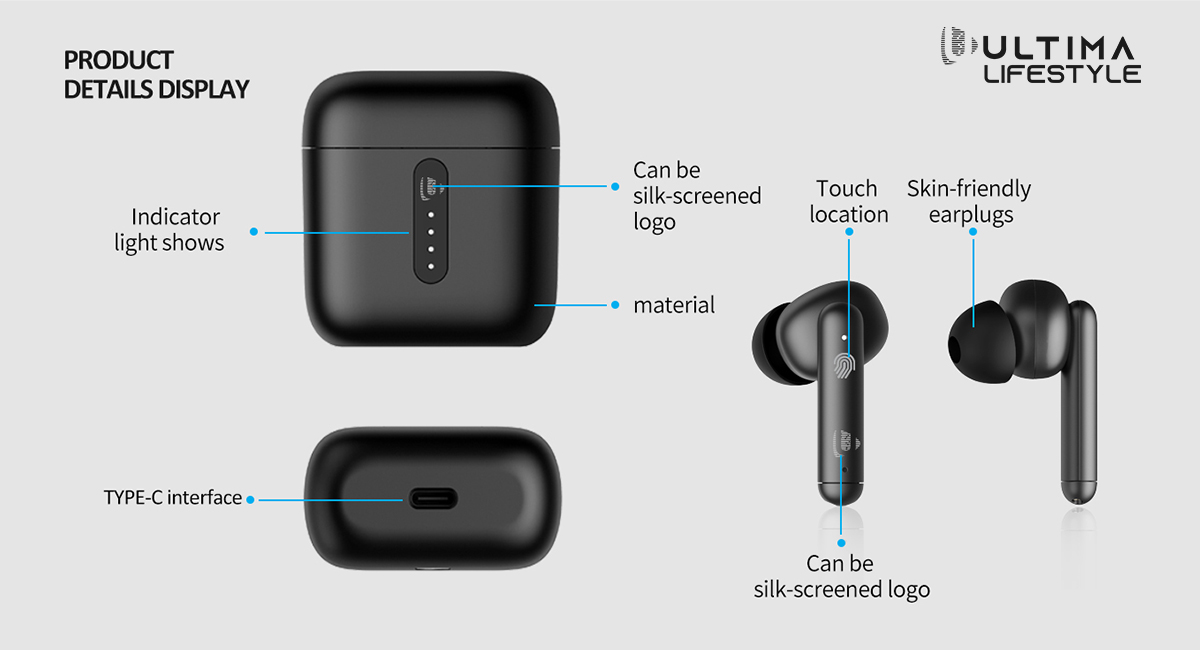 PRODUCT
DETAILS DISPLAY
ULTIMA
LIFESTYLE
Can be
silk-screened
logo
Indicator
light shows
material
Touch
location
Skin-friendly
earplugs
TYPE-C interface
Can be
silk-screened logo